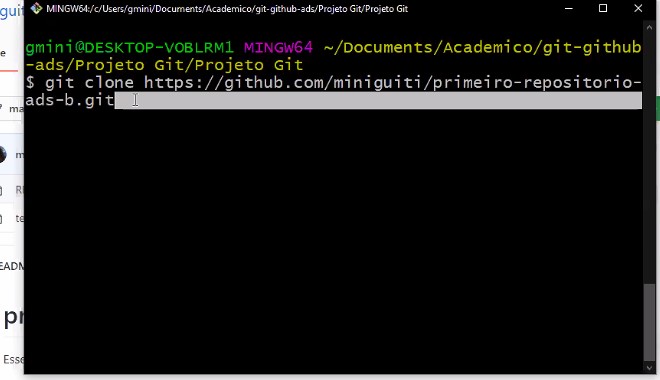 MINGW64:/c/Users/gmini/Documents/Academico/git-github-ads/Projeto Git/Projeto Git
gmini@DESKTOP-VOBLRM1 MINGW64 ~/Documents/Academico/git-github
-ads/Projeto Git/Projeto Git
$ git clone https://github.com/miniguiti/primeiro-repositorio-
ads-b.git
guit
ma
m
te
EADM
pr
Esse